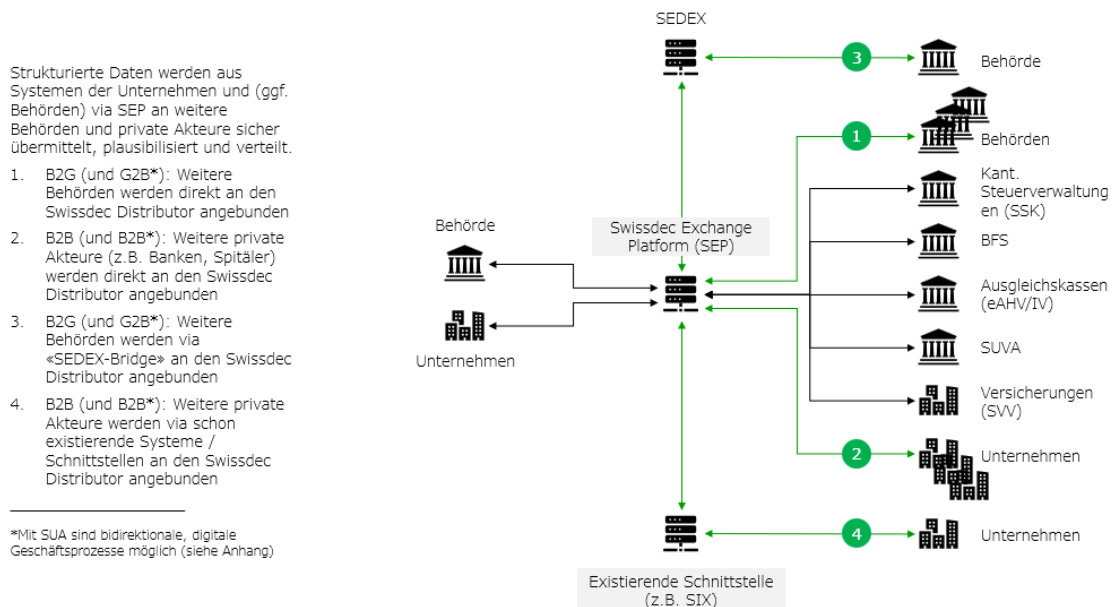 Strukturierte Daten werden aus
Systemen der Unternehmen und (ggf.
Behörden) via SEP an weitere
Behörden und private Akteure sicher
übermittelt, plausibilisiert und verteilt.
1. B2G (und G2B*): Weitere
Behörden werden direkt an den
Swissdec Distributor angebunden
2. B2B (und B2B*): Weitere private
Akteure (z.B. Banken, Spitäler)
werden direkt an den Swissdec
Distributor angebunden
3. B2G (und G2B*): Weitere
Behörden werden via
«SEDEX-Bridge» an den Swissdec
Distributor angebunden
4. B2B (und B2B*): Weitere private
Akteure werden via schon
existierende Systeme /
Schnittstellen an den Swissdec
Distributor angebunden
*Mit SUA sind bidirektionale, digitale
Geschäftsprozesse möglich (siehe Anhang)
Behörde
Unternehmen
SEDEX
Swissdec Exchange
Platform (SEP)
Existierende Schnittstelle
(z.B. SIX)
3
Behörde
1
Behörden
Kant.
Steuerverwaltung
en (SSK)
BFS
Ausgleichskassen
(eAHV/IV)
SUVA
Versicherungen
(SVV)
2
Unternehmen
4
Unternehmen